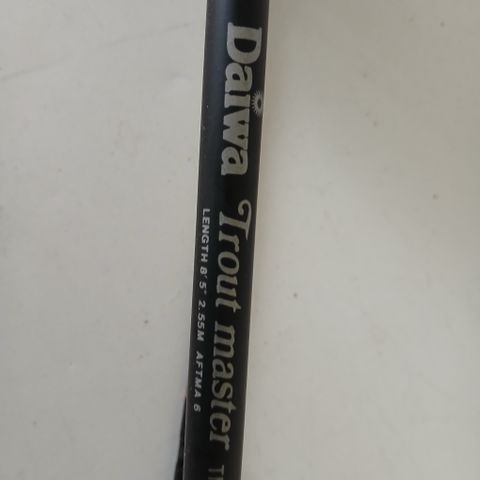 Daiwa Trout master
LENGTH 8' 5" 2.55M AFTMA 6